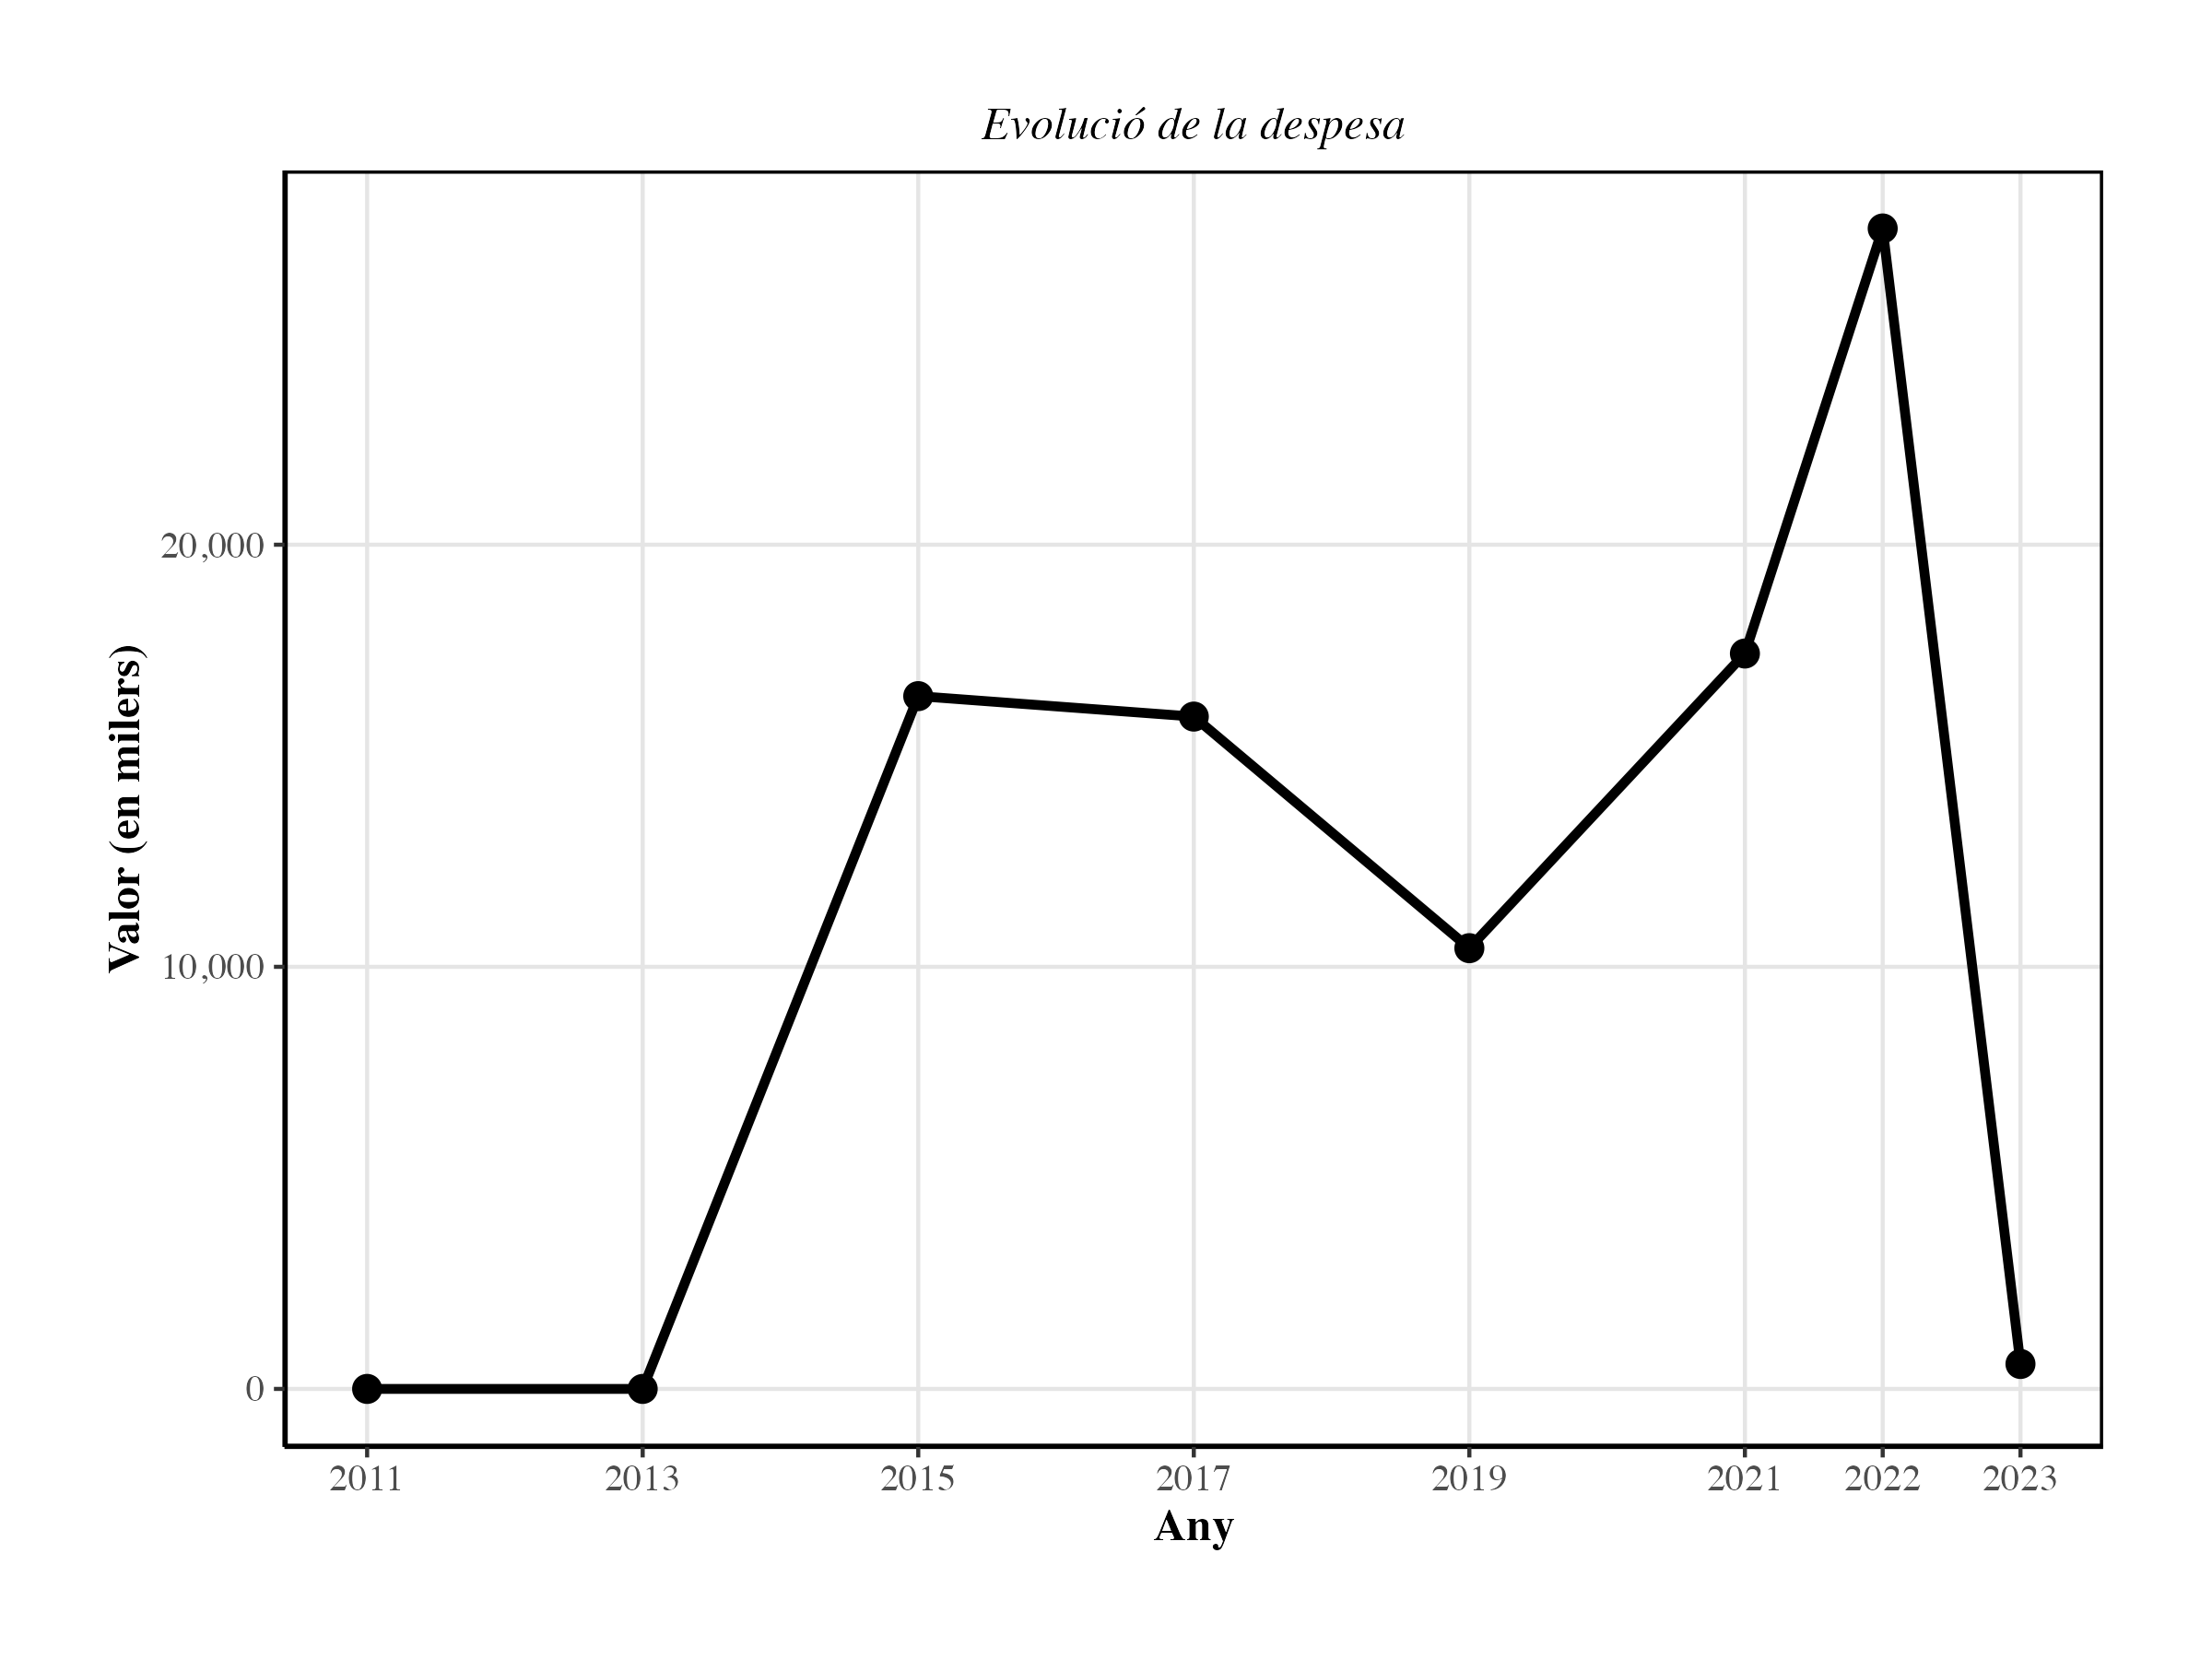 Evolució de la despesa
Valor (en milers)
20,000
10,000
0
2011 2013 2015 2017 2019 2021 2022 2023
Any